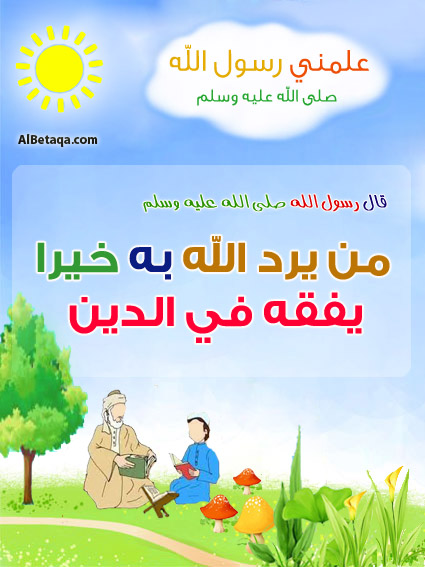 علمني رسول الله
صلى الله عليه وسلم
AlBetaqa.com
قال رسول الله صلى الله عليه وسلم
من يرد الله به خيرا
يفقه في الدين